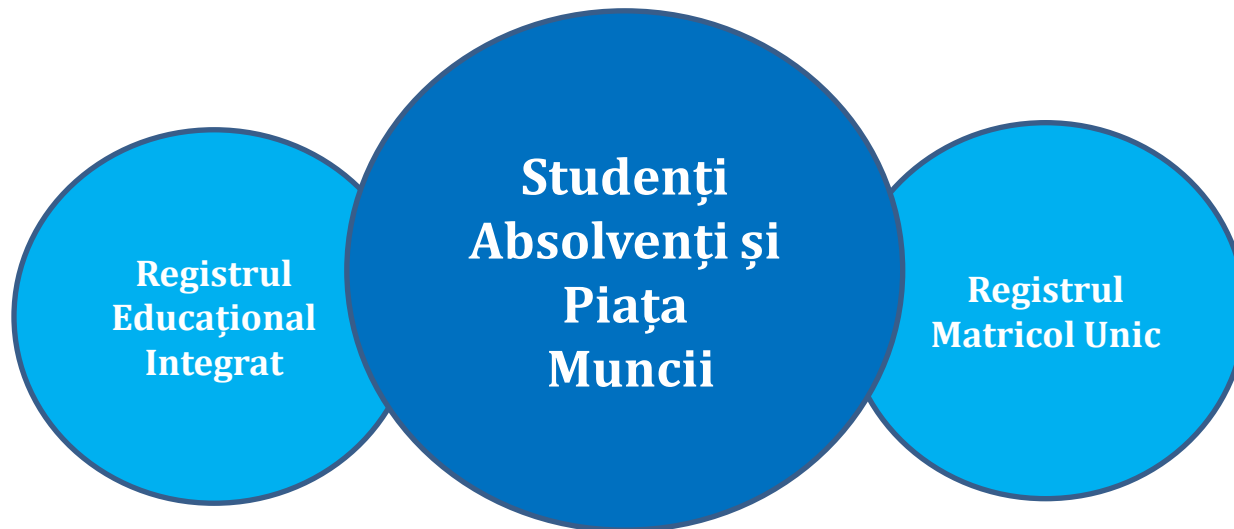 Registrul
Educațional
Integrat
Studenți
Absolvenți și
Piața
Muncii
Registrul
Matricol Unic